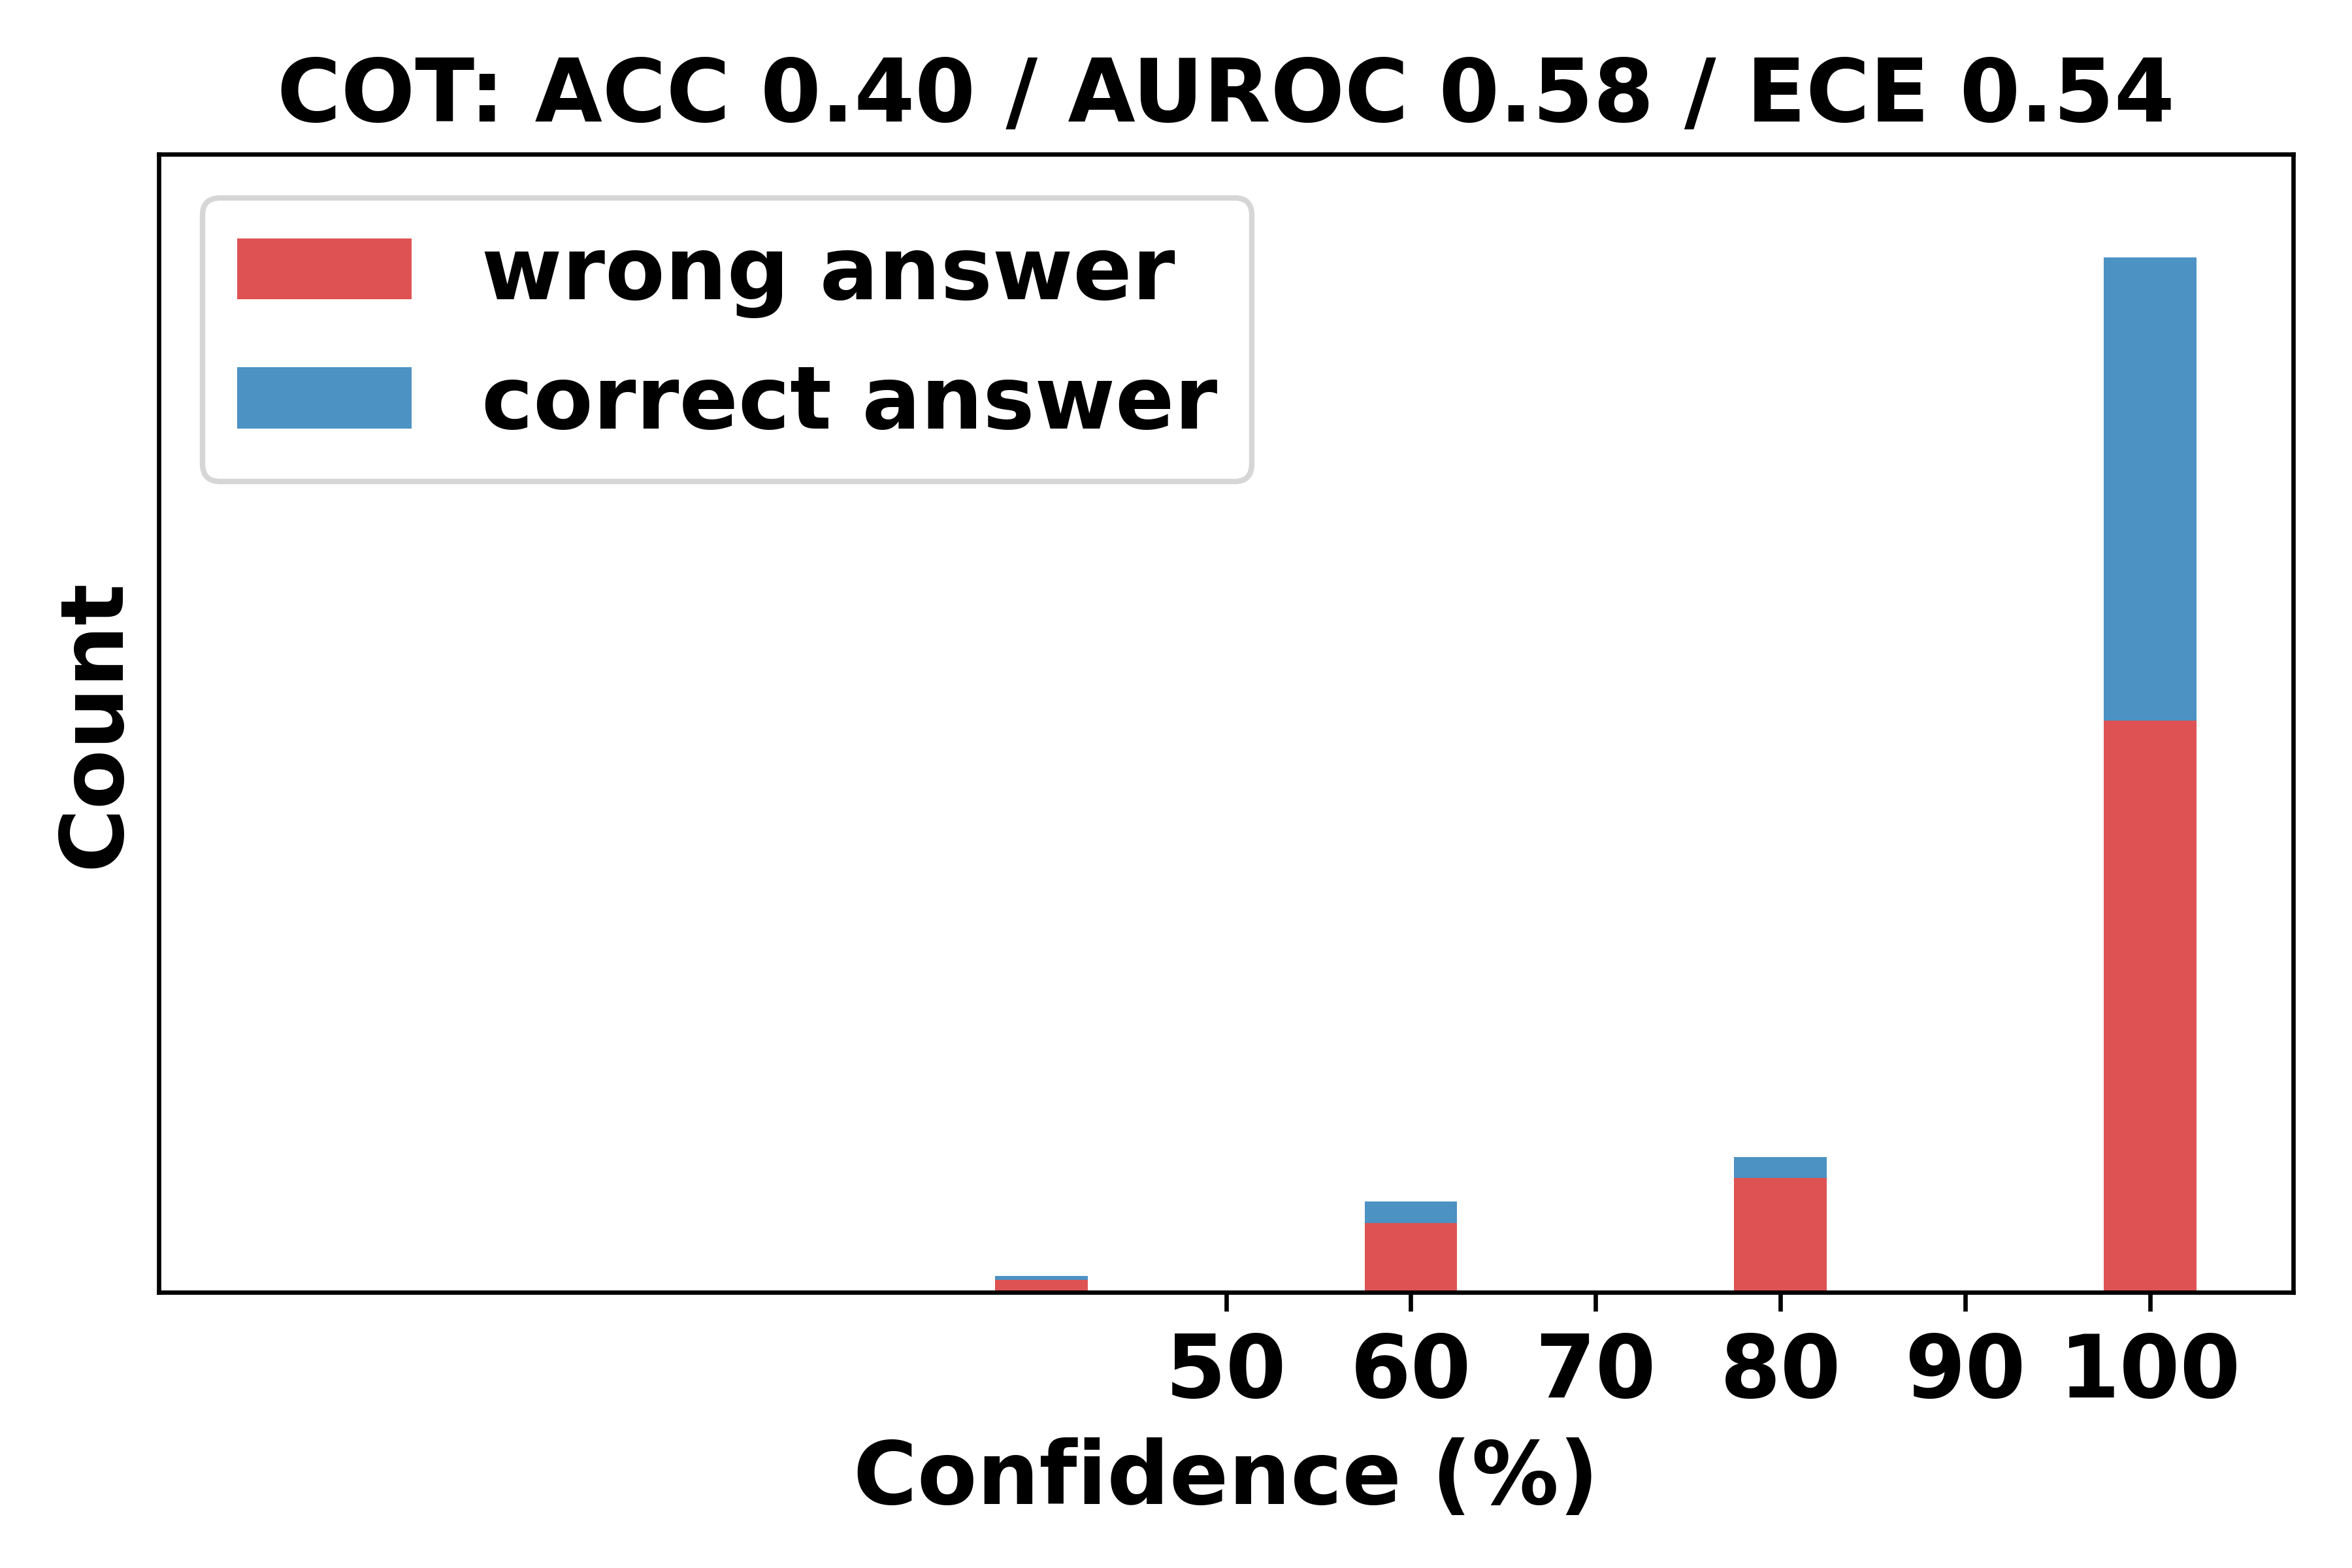 COT: ACC 0.40 / AUROC 0.58 / ECE 0.54
wrong answer
correct answer
Count
50 60 70 80 90 100
Confidence (%)